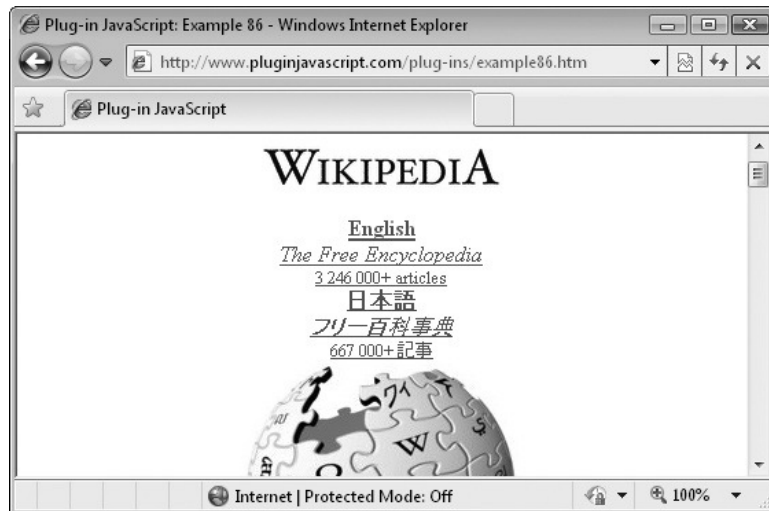 Plug-in JavaScript: Example 86 - Windows Internet Explorer
http://www.pluginjavascript.com/plug-ins/example86.htm
Plug-in JavaScript
WIKIPEDIA
English
The Free Encyclopedia
3 246 000+ articles
日本語
フリー百科事典
667 000+ 記事
ワィ
W
Internet | Protected Mode: Off
100%